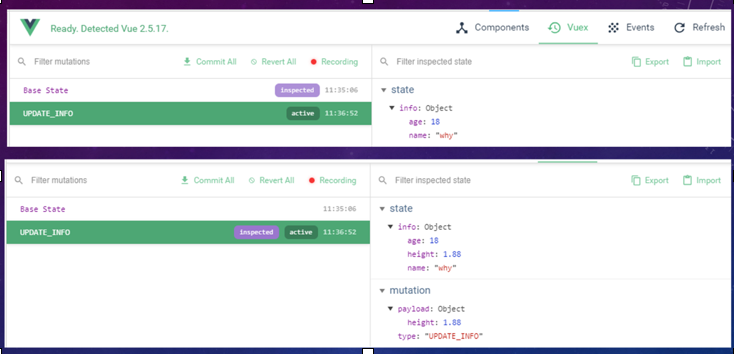 Ready. Detected Vue 2.5.17.
Components Vuex Events Refresh
Filter mutations Commit All Revert All Recording
Filter inspected state Export Import
Base State inspected 11:35:06
UPDATE_INFO active 11:36:52
state
info: Object
age: 18
name: "why"
Filter mutations Commit All Revert All Recording
Filter inspected state Export Import
Base State 11:35:06
UPDATE_INFO inspected active 11:36:52
state
info: Object
age: 18
height: 1.88
name: "why"
mutation
payload: Object
height: 1.88
type: "UPDATE_INFO"